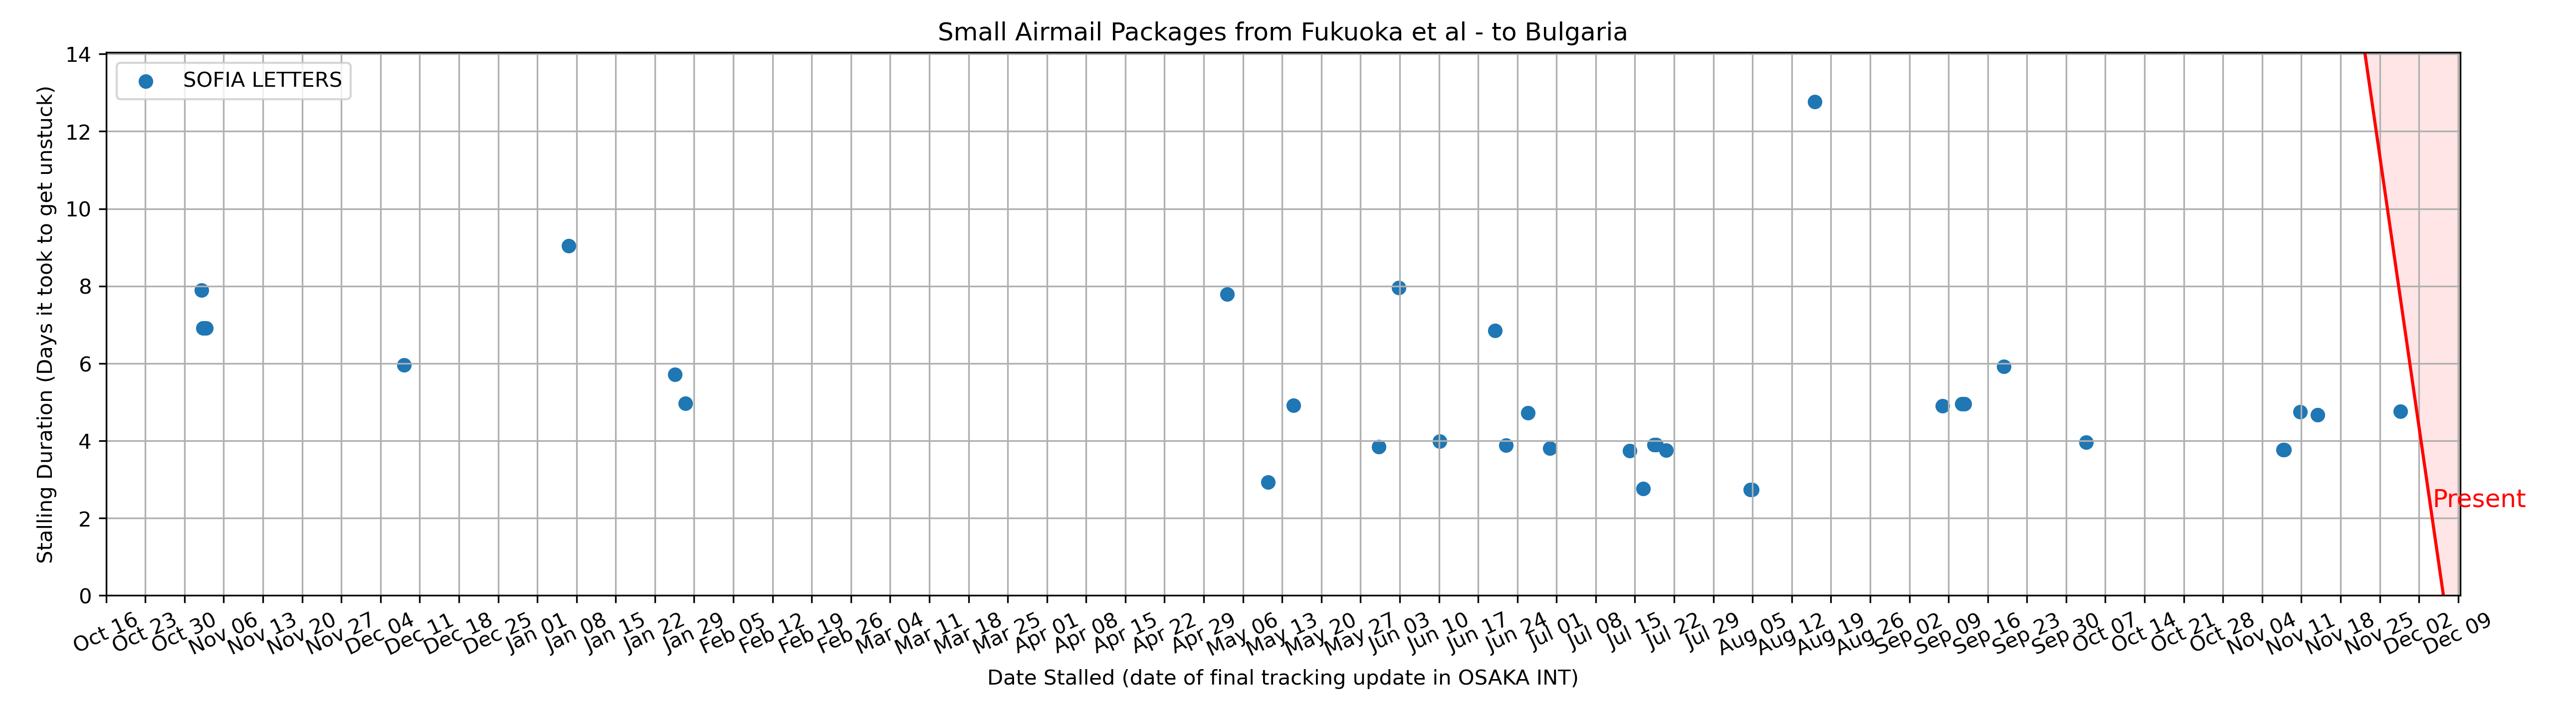 Small Airmail Packages from Fukuoka et al - to Bulgaria
SOFIA LETTERS
Stalling Duration (Days it took to get unstuck)
14
12
10
8
6
4
2
0
Present
Oct 16 Oct 23 Oct 30 Nov 06 Nov 13 Nov 20 Nov 27 Dec 04 Dec 11 Dec 18 Dec 25 Jan 01 Jan 08 Jan 15 Jan 22 Jan 29 Feb 05 Feb 12 Feb 19 Feb 26 Mar 04 Mar 11 Mar 18 Mar 25 Apr 01 Apr 08 Apr 15 Apr 22 Apr 29 May 06 May 13 May 20 May 27 Jun 03 Jun 10 Jun 17 Jun 24 Jul 01 Jul 08 Jul 15 Jul 22 Jul 29 Aug 05 Aug 12 Aug 19 Aug 26 Sep 02 Sep 09 Sep 16 Sep 23 Sep 30 Oct 07 Oct 14 Oct 21 Oct 28 Nov 04 Nov 11 Nov 18 Nov 25 Dec 02 Dec 09
Date Stalled (date of final tracking update in OSAKA INT)